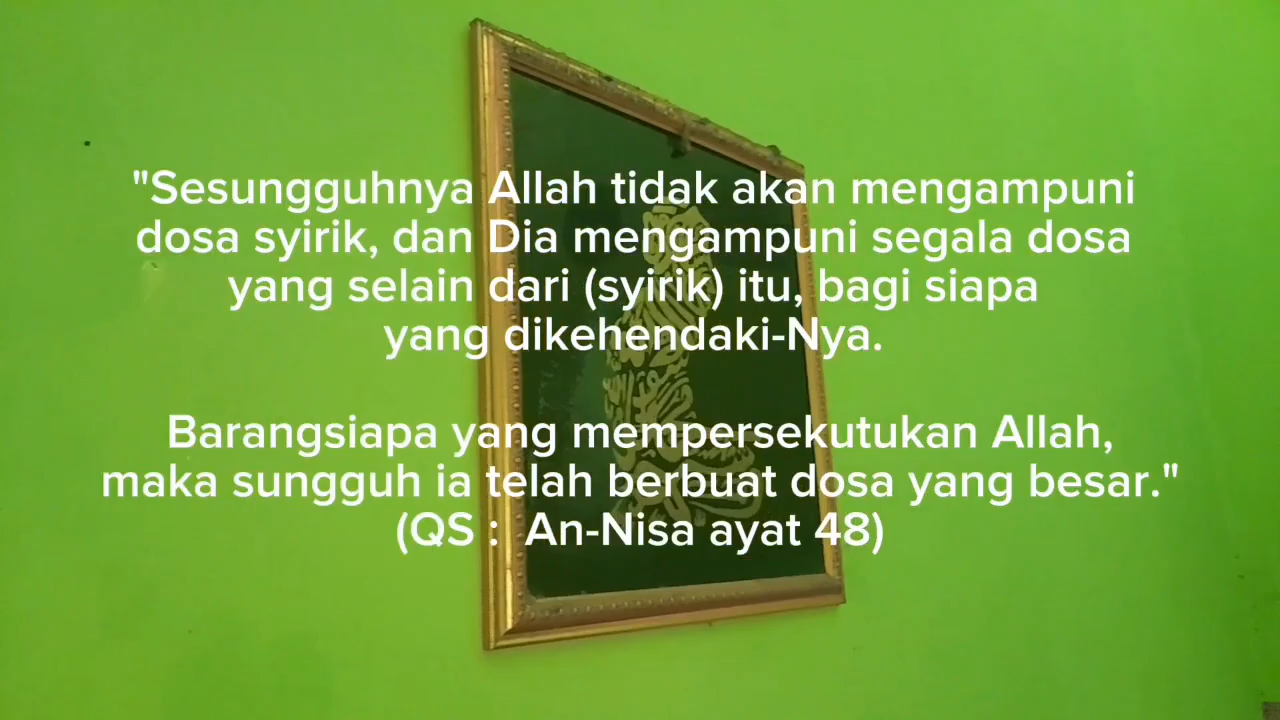 "Sesungguhnya Allah tidak akan mengampuni
dosa syirik, dan Dia mengampuni segala dosa
yang selain dari (syirik) itu, bagi siapa
yang dikehendaki-Nya.
Barangsiapa yang mempersekutukan Allah,
maka sungguh ia telah berbuat dosa yang besar."
(QS :  An-Nisa ayat 48)